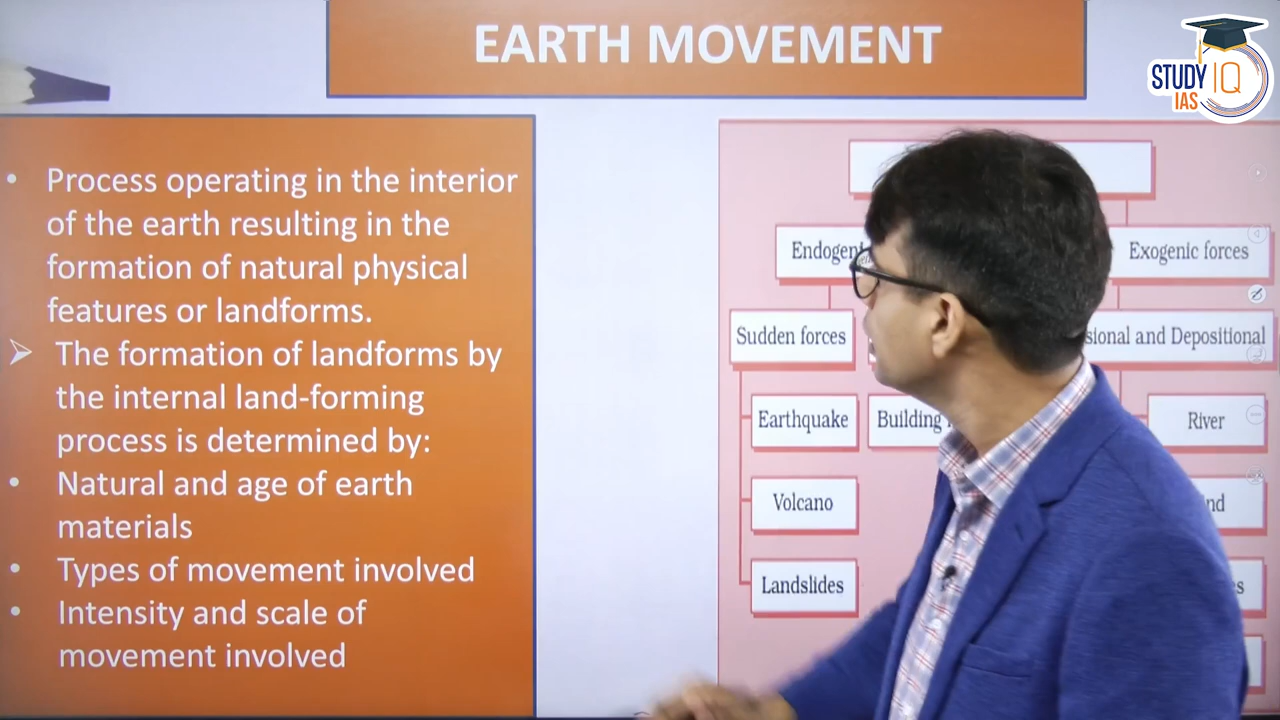 EARTH MOVEMENT
STUDY IQ
IAS
• Process operating in the interior
of the earth resulting in the
formation of natural physical
features or landforms.
➢ The formation of landforms by
the internal land-forming
process is determined by:
• Natural and age of earth
materials
• Types of movement involved
• Intensity and scale of
movement involved
Exogenic forces
Sudden forces
and Depositional
Earthquake
Building
River
Volcano
Landslides